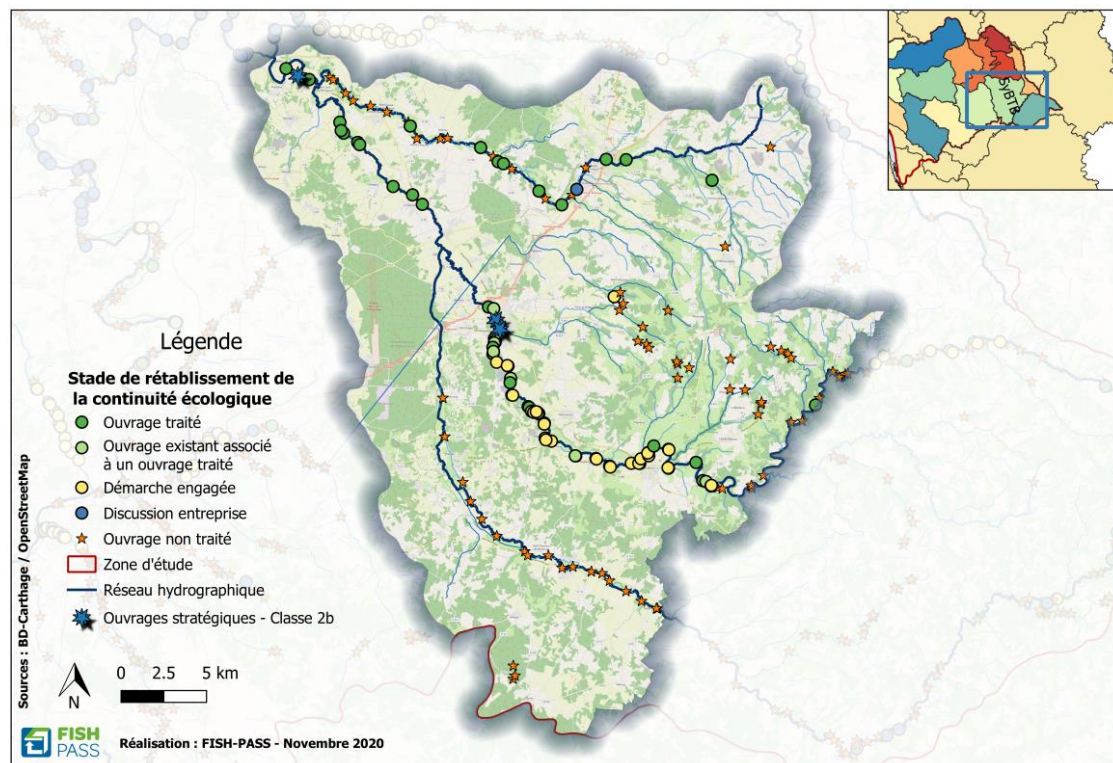 SyBTB
Légende
Stade de rétablissement de
la continuité écologique
Ouvrage traité
Ouvrage existant associé
à un ouvrage traité
Démarche engagée
Discussion entreprise
Ouvrage non traité
Zone d'étude
Réseau hydrographique
Ouvrages stratégiques - Classe 2b
0 2.5 5 km
N
Sources : BD-Carthage / OpenStreetMap
FISH
PASS
Réalisation : FISH-PASS - Novembre 2020